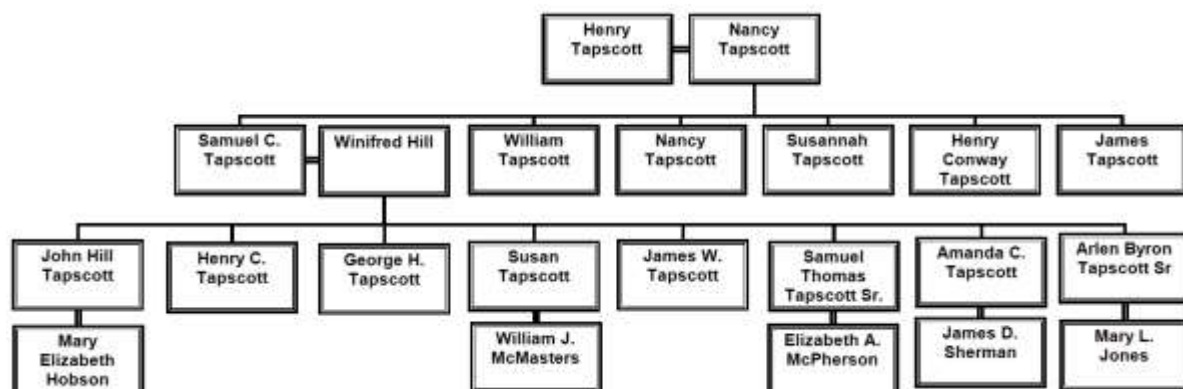 Henry
Tapscott
Nancy
Tapscott
Samuel C.
Tapscott
Winifred Hill
William
Tapscott
Nancy
Tapscott
Susannah
Tapscott
Henry
Conway
Tapscott
James
Tapscott
John Hill
Tapscott
Henry C.
Tapscott
George H.
Tapscott
Susan
Tapscott
James W.
Tapscott
Samuel
Thomas
Tapscott Sr.
Amanda C.
Tapscott
Arlen Byron
Tapscott Sr
Mary
Elizabeth
Hobson
William J.
McMasters
Elizabeth A.
McPherson
James D.
Sherman
Mary L.
Jones